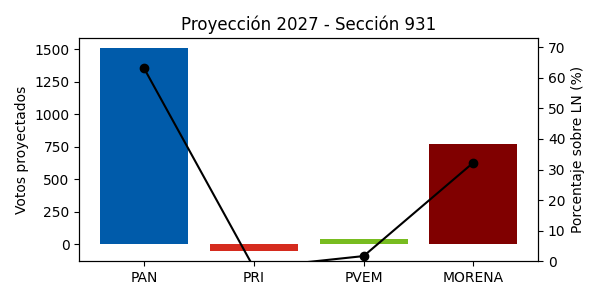 Proyección 2027 - Sección 931
Votos proyectados
1500
1250
1000
750
500
250
0
70
60
50
40
30
20
10
0
Porcentaje sobre LN (%)
PAN
PRI
PVEM
MORENA